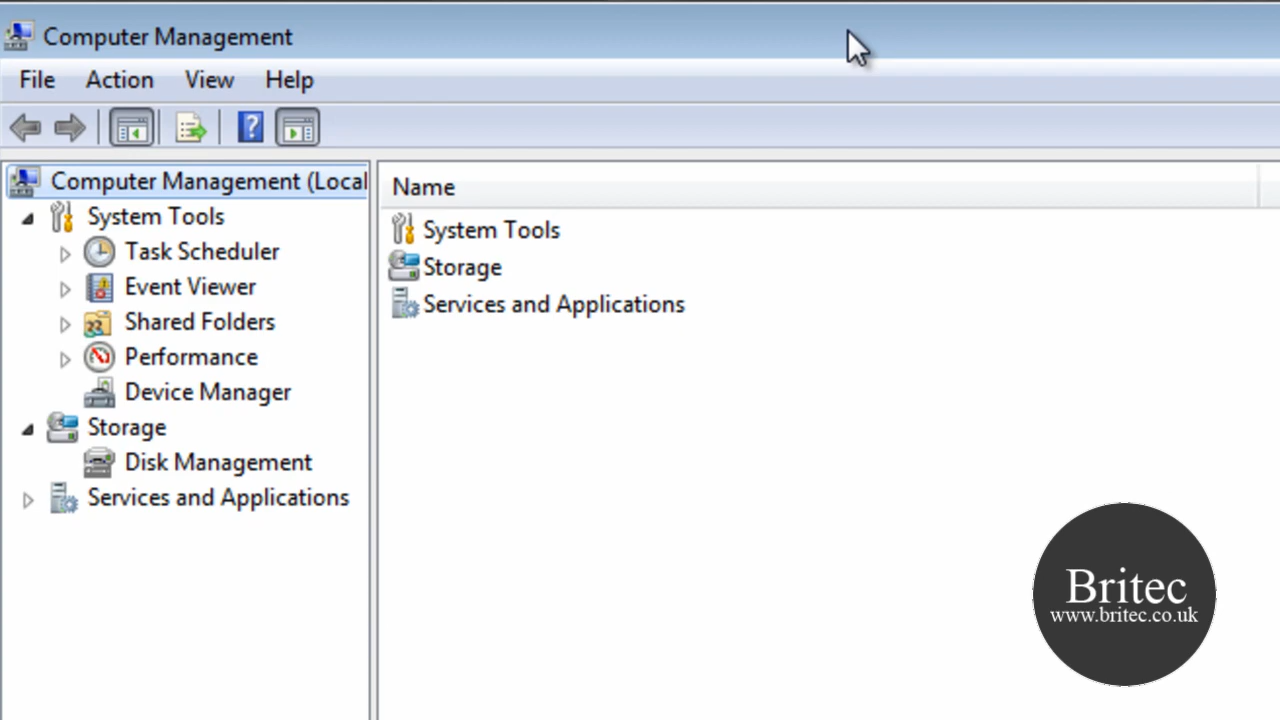 Computer Management
File Action View Help
Computer Management (Local
System Tools
Task Scheduler
Event Viewer
Shared Folders
Performance
Device Manager
Storage
Disk Management
Services and Applications
Name
System Tools
Storage
Services and Applications
Britec
www.britec.co.uk